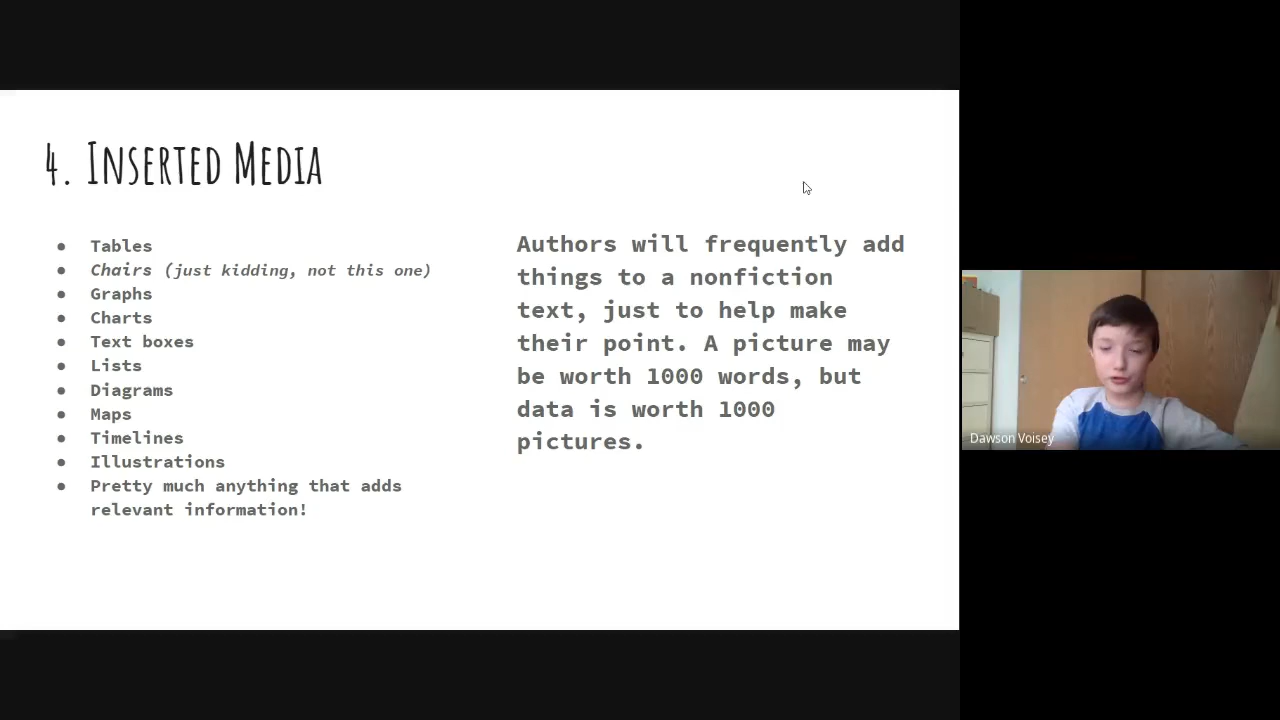 4. Inserted Media
● Tables
● Chairs (just kidding, not this one)
● Graphs
● Charts
● Text boxes
● Lists
● Diagrams
● Maps
● Timelines
● Illustrations
● Pretty much anything that adds
relevant information!
Authors will frequently add
things to a nonfiction
text, just to help make
their point. A picture may
be worth 1000 words, but
data is worth 1000
pictures.
Dawson Voisey